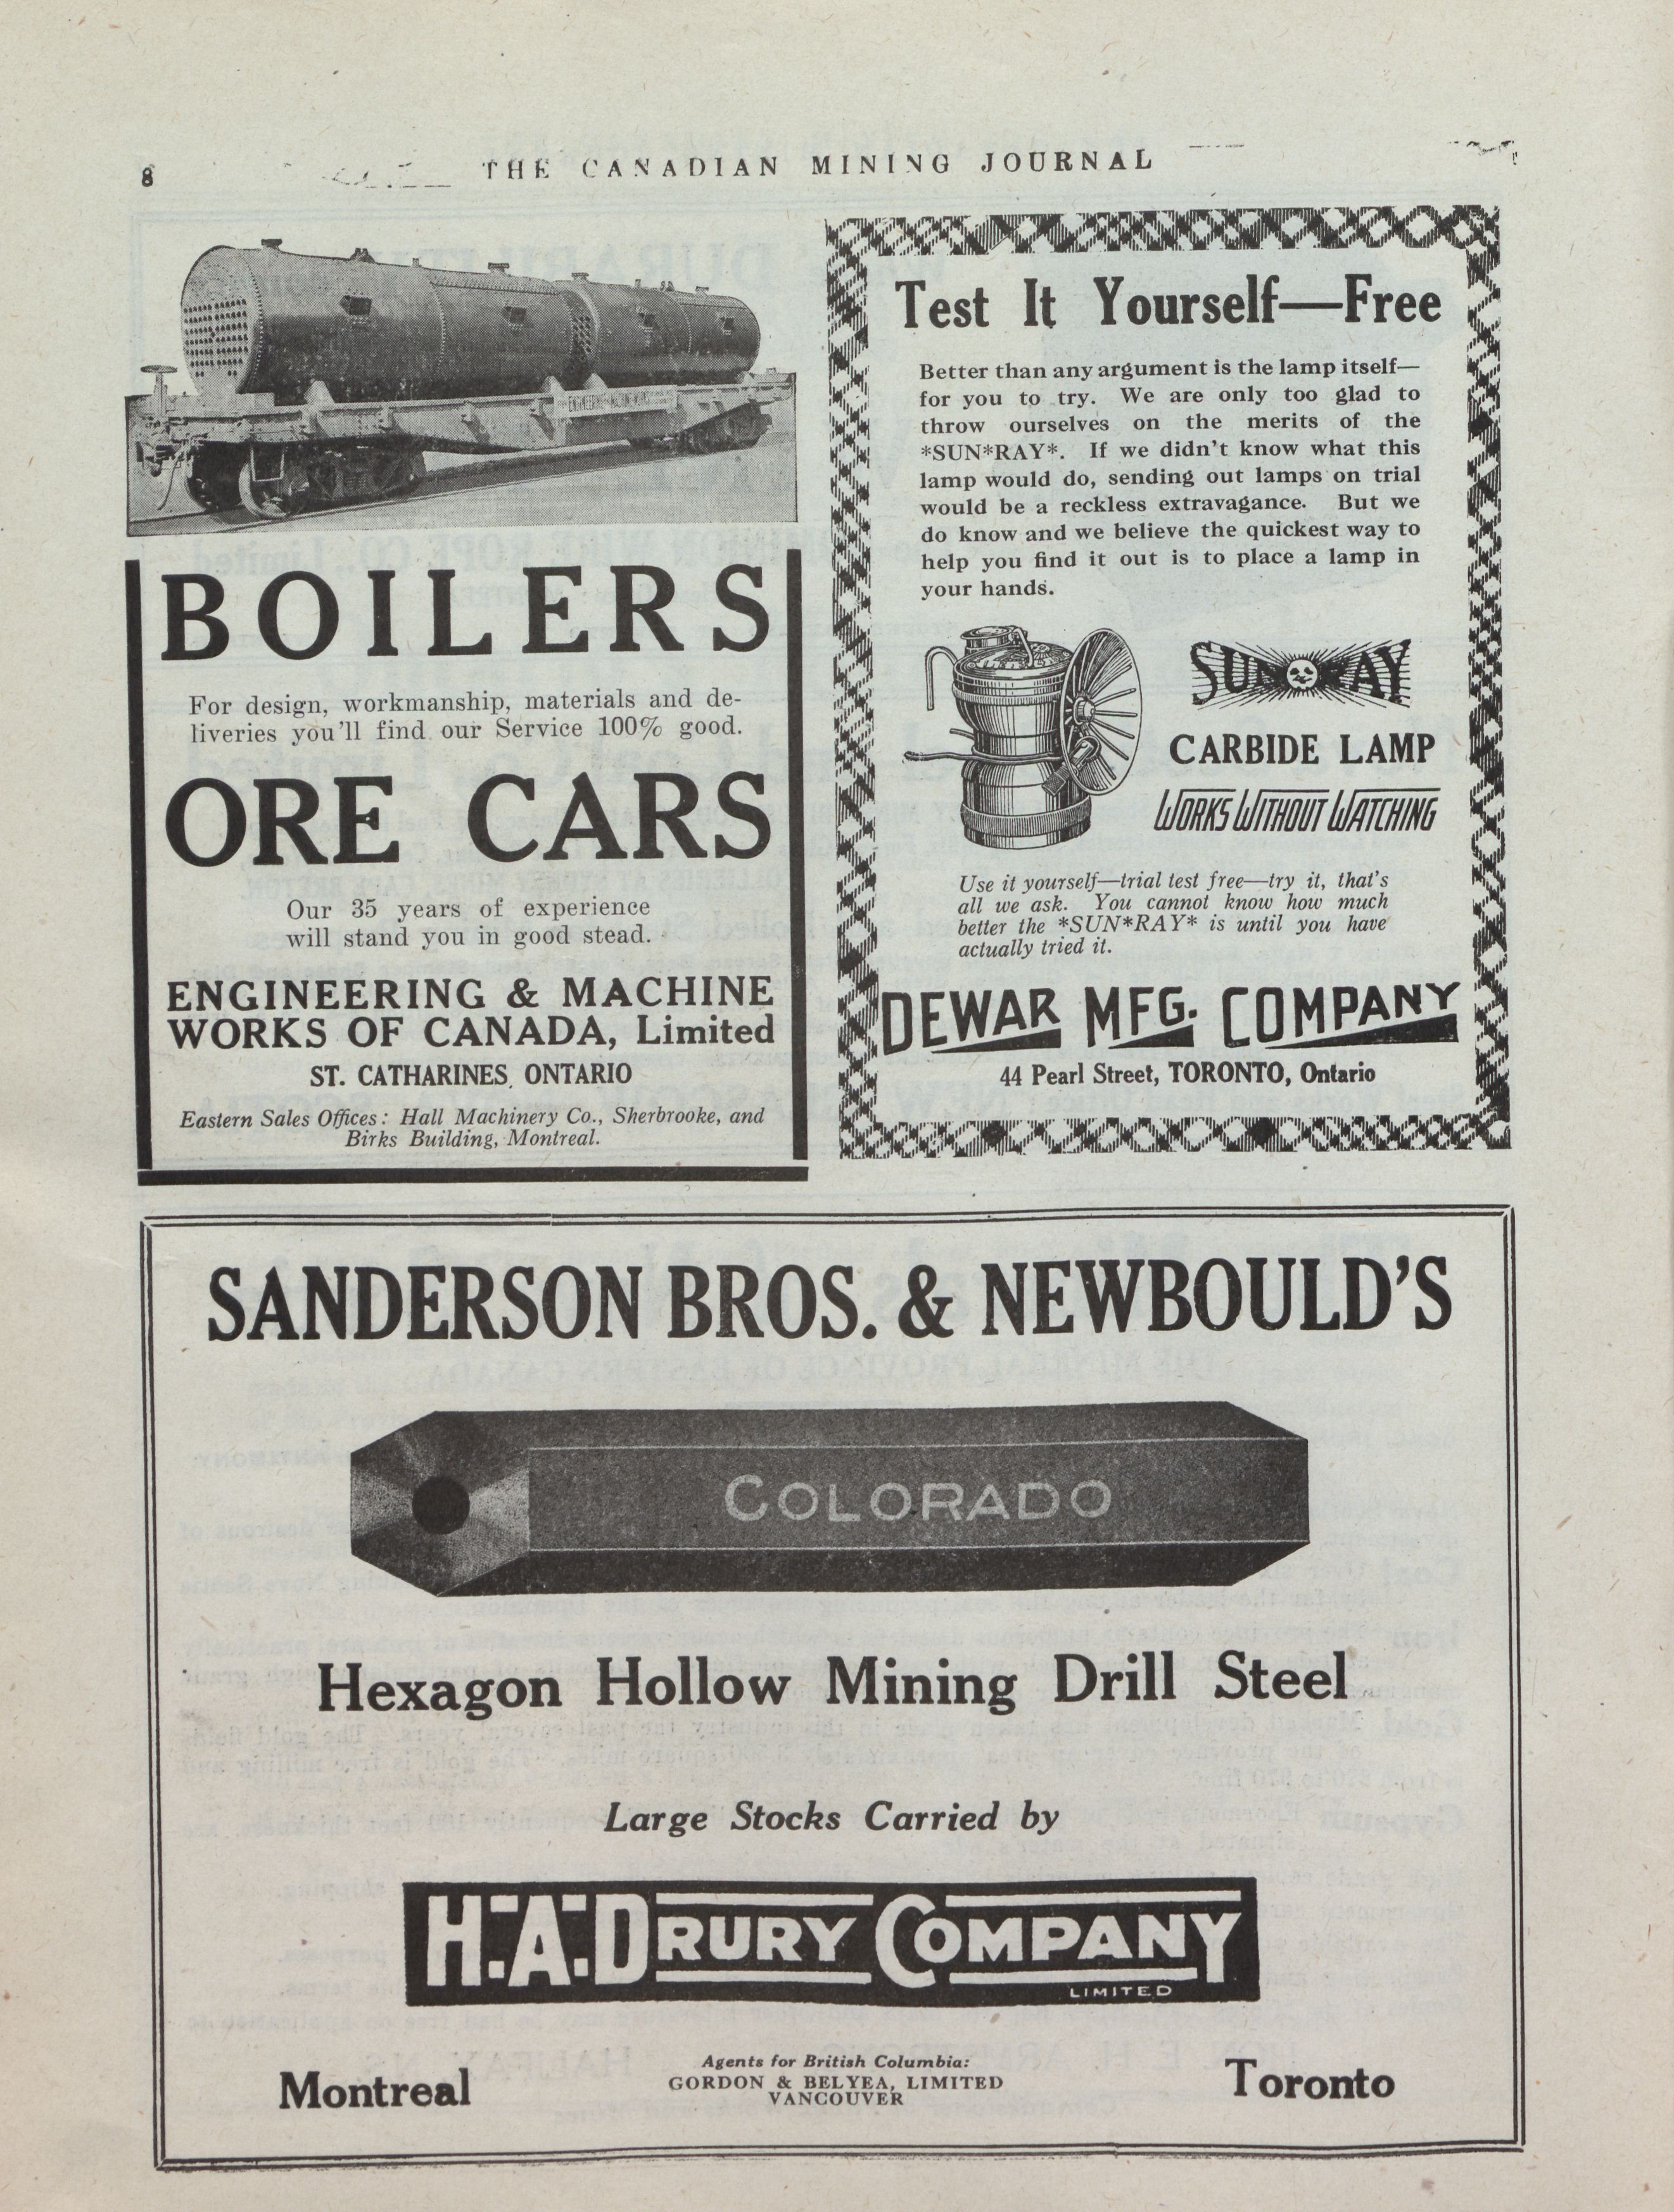 8
THE CANADIAN MINING JOURNAL
BOILERS
For design, workmanship, materials and de-
liveries you'll find our Service 100% good.
ORE CARS
Our 35 years of experience
will stand you in good stead.
ENGINEERING & MACHINE
WORKS OF CANADA, Limited
ST. CATHARINES, ONTARIO
Eastern Sales Offices: Hall Machinery Co., Sherbrooke, and
Birks Building, Montreal.
Test It Yourself—Free
Better than any argument is the lamp itself—
for you to try. We are only too glad to
throw ourselves on the merits of the
*SUN*RAY*. If we didn't know what this
lamp would do, sending out lamps on trial
would be a reckless extravagance. But we
do know and we believe the quickest way to
help you find it out is to place a lamp in
your hands.
SUN RAY
CARBIDE LAMP
WORKS WITHOUT WATCHING
Use it yourself—trial test free—try it, that's
all we ask. You cannot know how much
better the *SUN*RAY* is until you have
actually tried it.
DEWAR MFG. COMPANY
44 Pearl Street, TORONTO, Ontario
SANDERSON BROS. & NEWBOULD'S
COLORADO
Hexagon Hollow Mining Drill Steel
Large Stocks Carried by
H.A. DRURY COMPANY
LIMITED
Montreal
Agents for British Columbia:
GORDON & BELYEA, LIMITED
VANCOUVER
Toronto